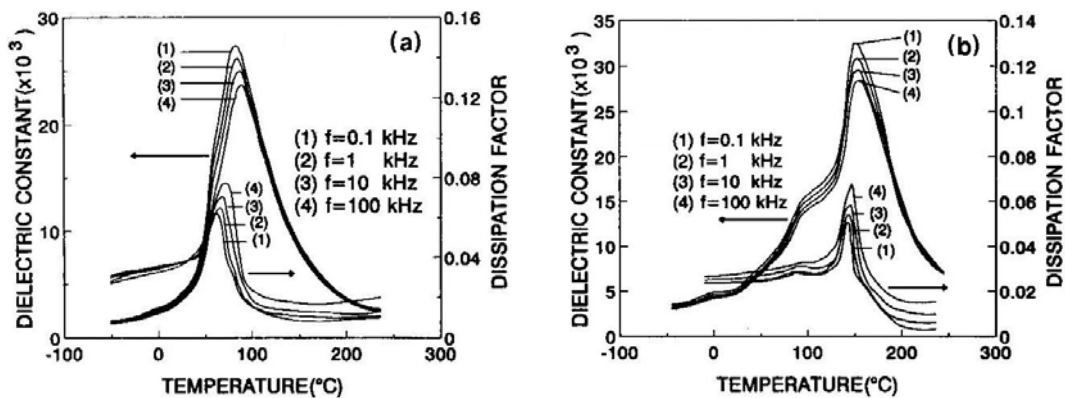 (a)
DIELECTRIC CONSTANT(x10 3 )
30
20
10
0
(1)
(2)
(3)
(4)
(1) f=0.1 kHz
(2) f=1 kHz
(3) f=10 kHz
(4) f=100 kHz
(4)
(3)
(2)
(1)
0.16
0.12
0.08
0.04
0
DISSIPATION FACTOR
-100 0 100 200 300
TEMPERATURE(°C)
(b)
DIELECTRIC CONSTANT(x10 3 )
35
30
25
20
15
10
5
0
(1)
(2)
(3)
(4)
(1) f=0.1 kHz
(2) f=1 kHz
(3) f=10 kHz
(4) f=100 kHz
(4)
(3)
(2)
(1)
0.14
0.12
0.1
0.08
0.06
0.04
0.02
0
DISSIPATION FACTOR
-100 0 100 200 300
TEMPERATURE(°C)